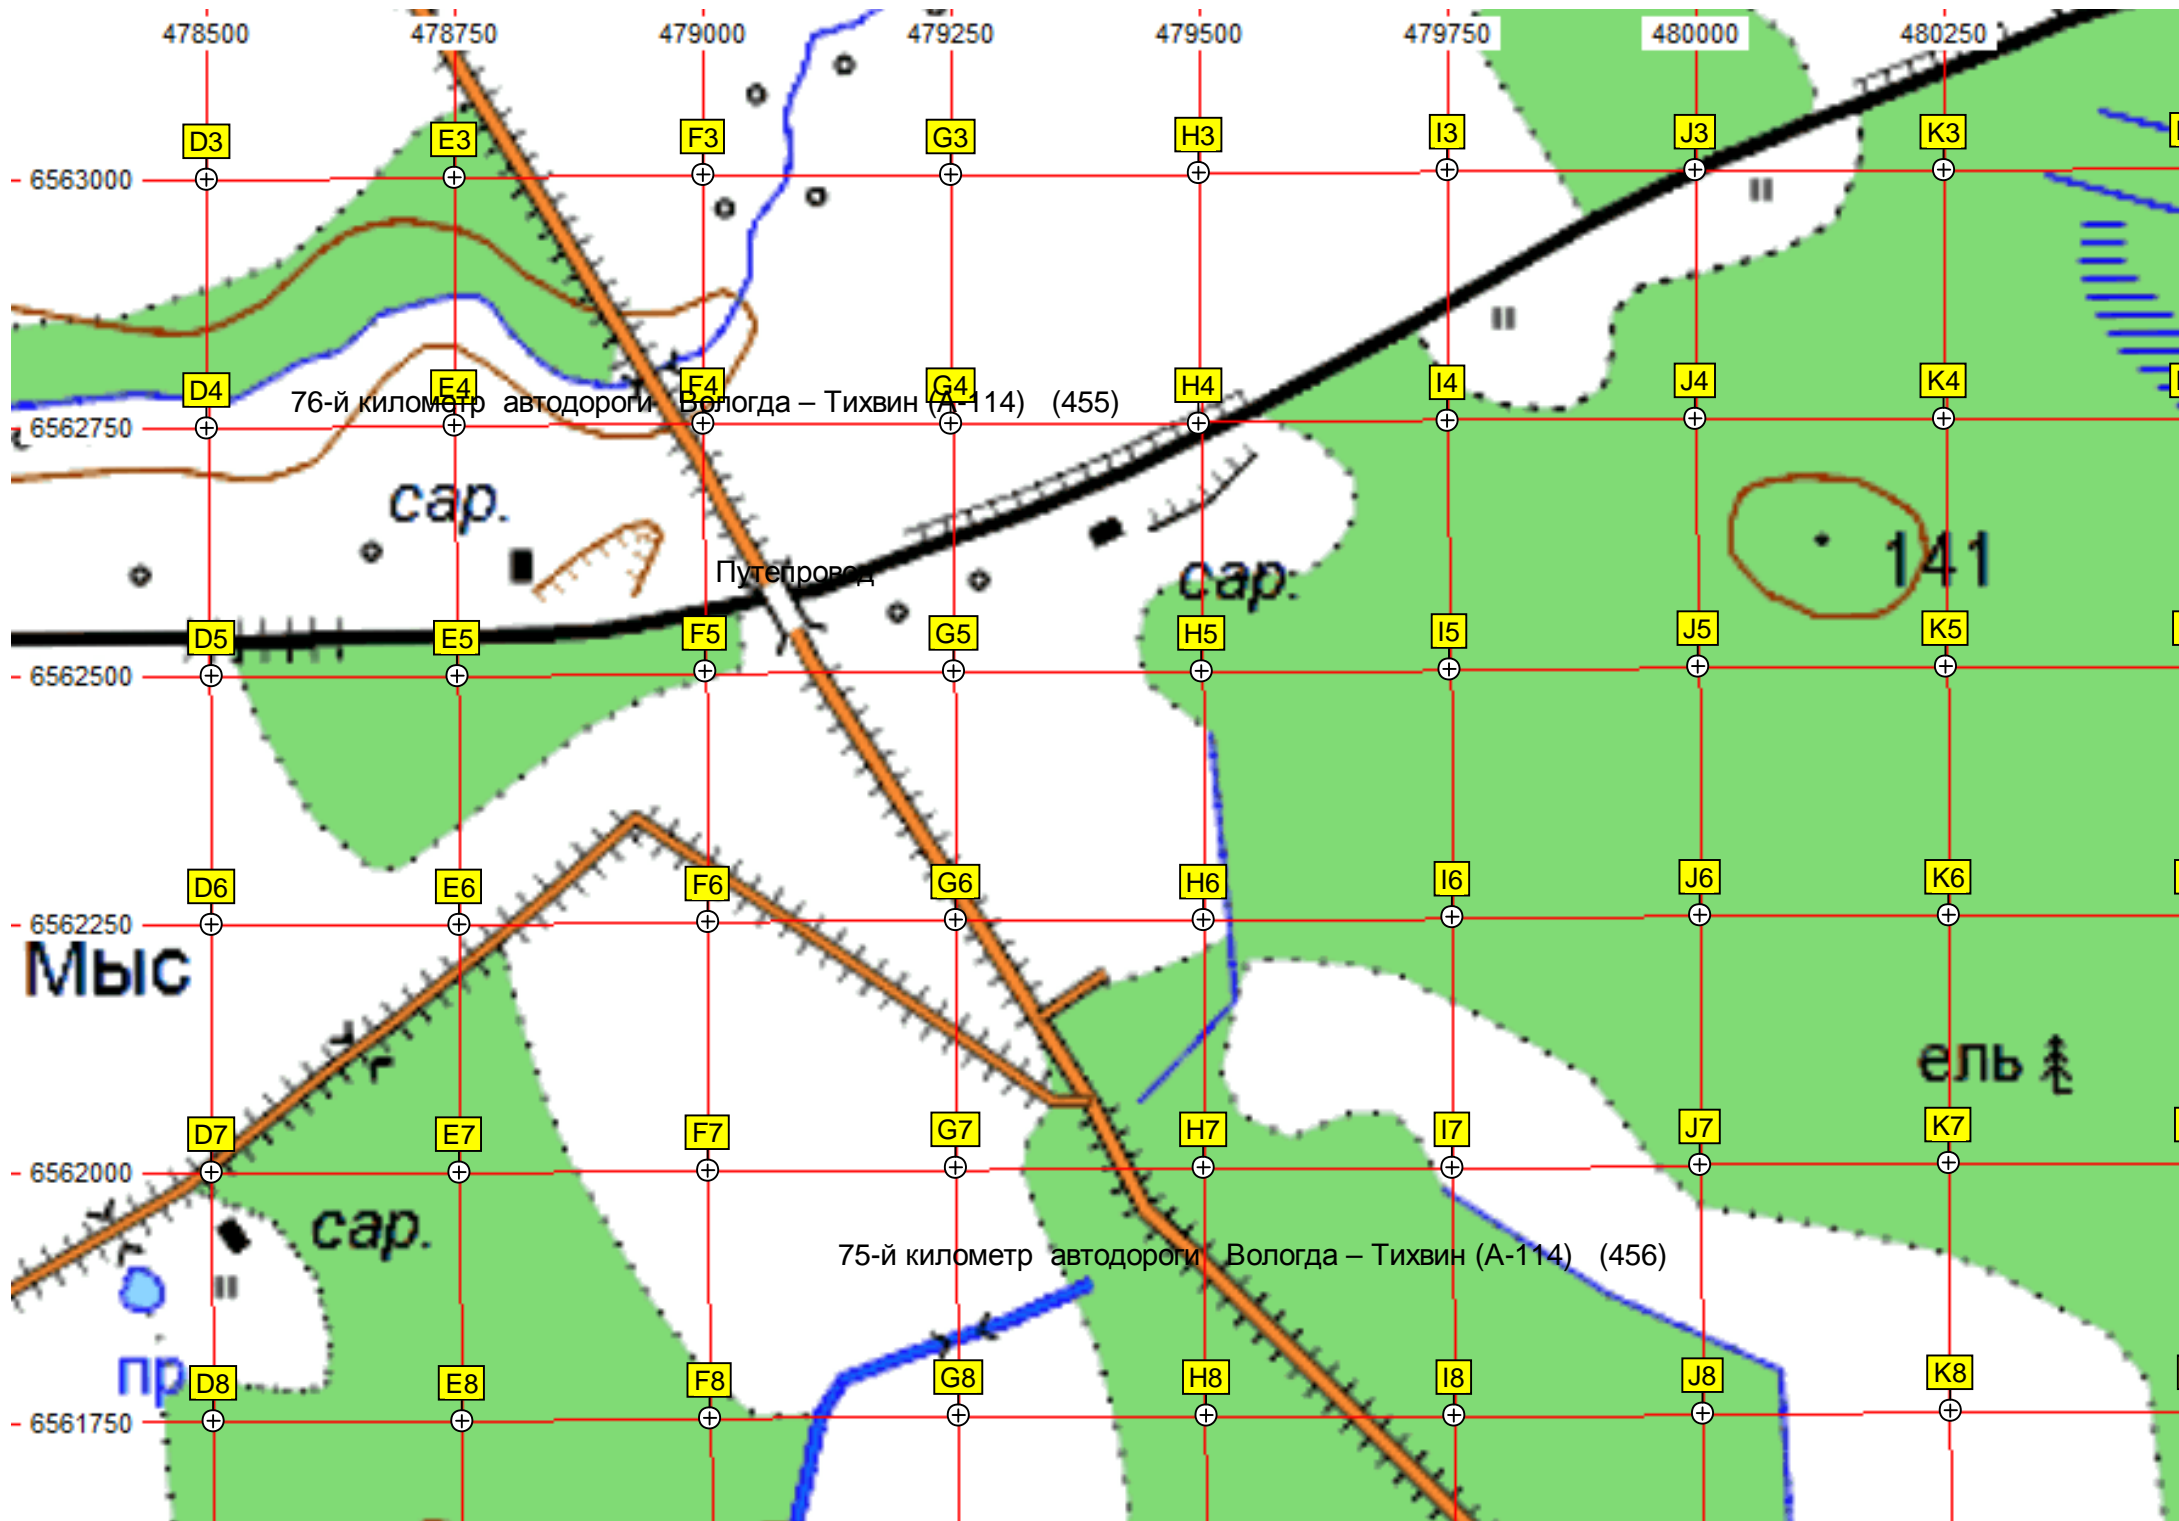 478500 478750 479000 479250 479500 479750 480000 480250
D3 E3 F3 G3 H3 I3 J3 K3
6563000
D4 E4 F4 G4 H4 I4 J4 K4
76-й километр автодороги Вологда – Тихвин (А-114) (455)
6562750
сар.
141
Путепровод
сар.
D5 E5 F5 G5 H5 I5 J5 K5
6562500
D6 E6 F6 G6 H6 I6 J6 K6
6562250
Мыс
ель
D7 E7 F7 G7 H7 I7 J7 K7
6562000
сар.
75-й километр автодороги Вологда – Тихвин (А-114) (456)
пр
D8 E8 F8 G8 H8 I8 J8 K8
6561750